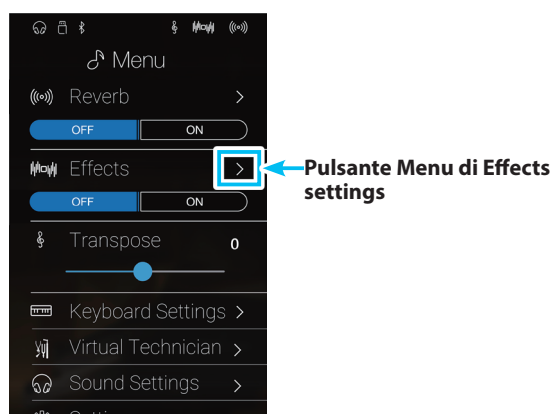 Menu
Reverb
OFF ON
Effects
Pulsante Menu di Effects
settings
OFF ON
Transpose 0
Keyboard Settings
Virtual Technician
Sound Settings